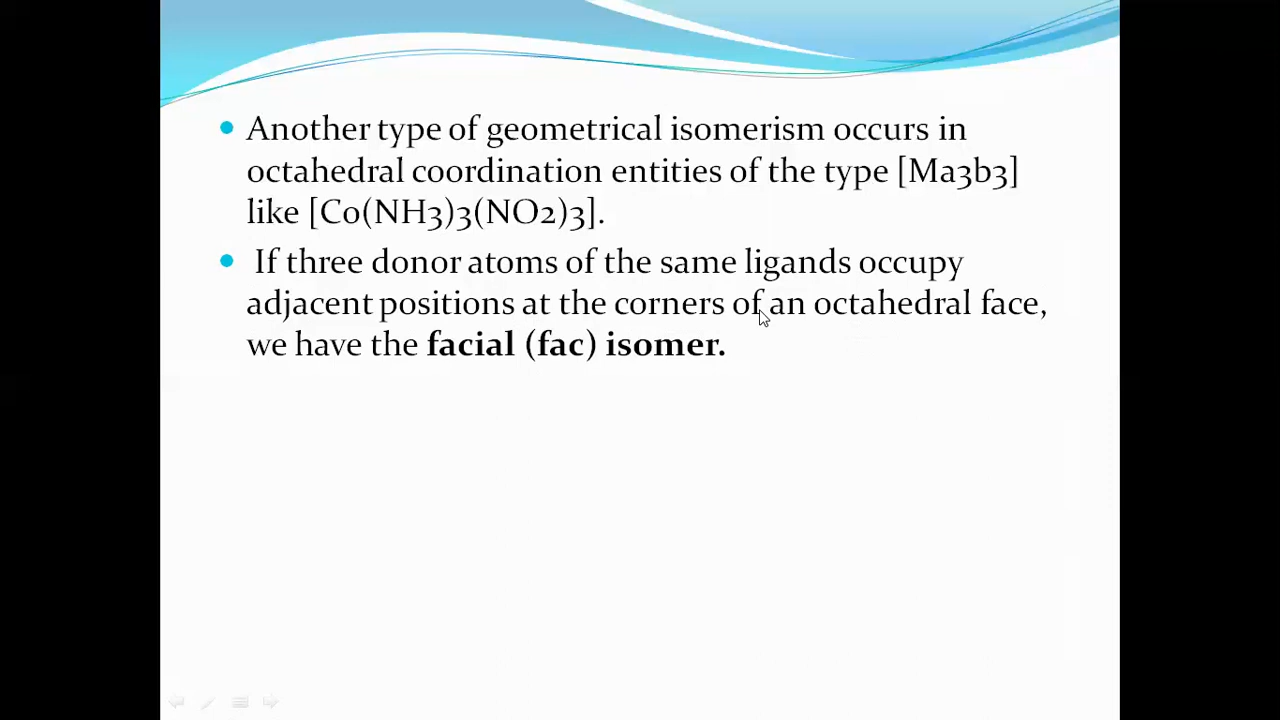 Another type of geometrical isomerism occurs in
octahedral coordination entities of the type [Ma3b3]
like [Co(NH3)3(NO2)3].
If three donor atoms of the same ligands occupy
adjacent positions at the corners of an octahedral face,
we have the facial (fac) isomer.